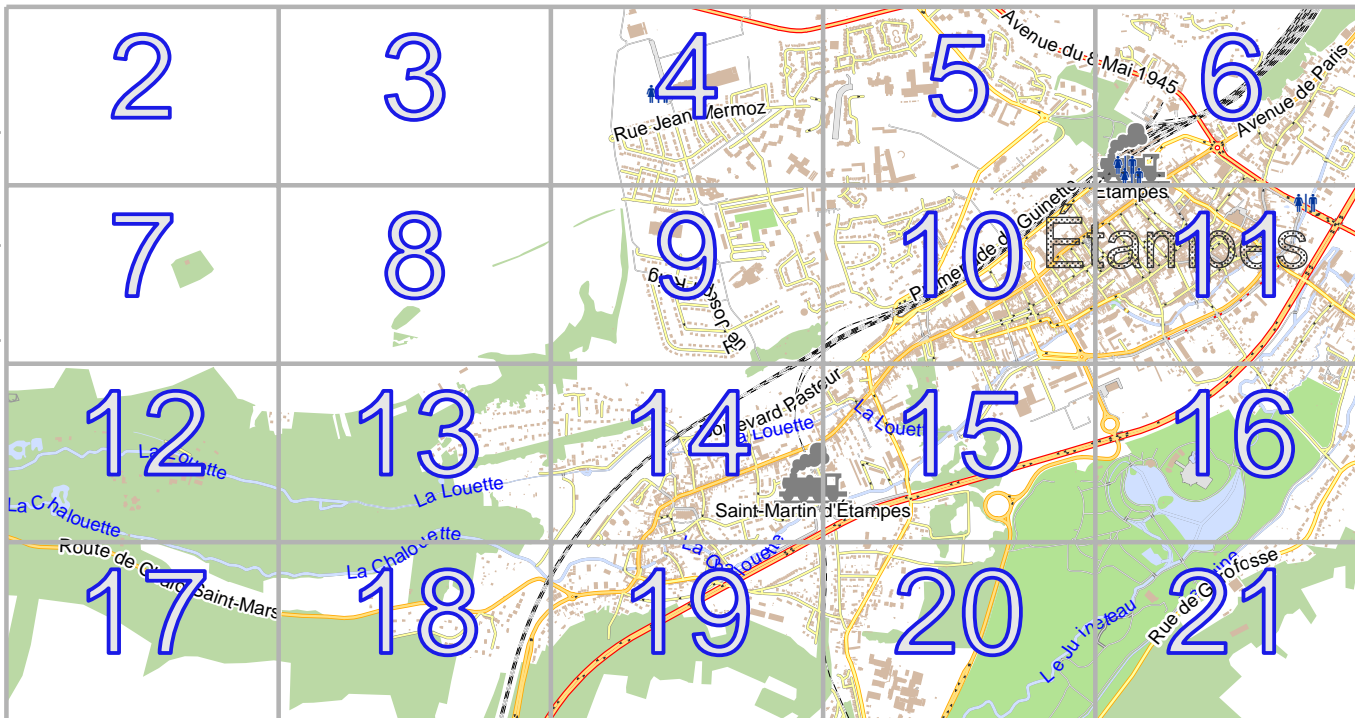 2
3
4
5
6
Avenue du 8 Mai 1945
Avenue de Paris
Rue Jean Mermoz
Étampes
7
8
9
10
11
Promenade de Guinette
Étampes
12
13
14
15
16
Boulevard Pasteur
La Louette
La Louette
La Louette
La Louette
La Chalouette
Saint-Martin d'Étampes
17
18
19
20
21
Route de Chalo-Saint-Mars
La Chalouette
La Chalouette
Rue de Gérofosse
Le Juineteau